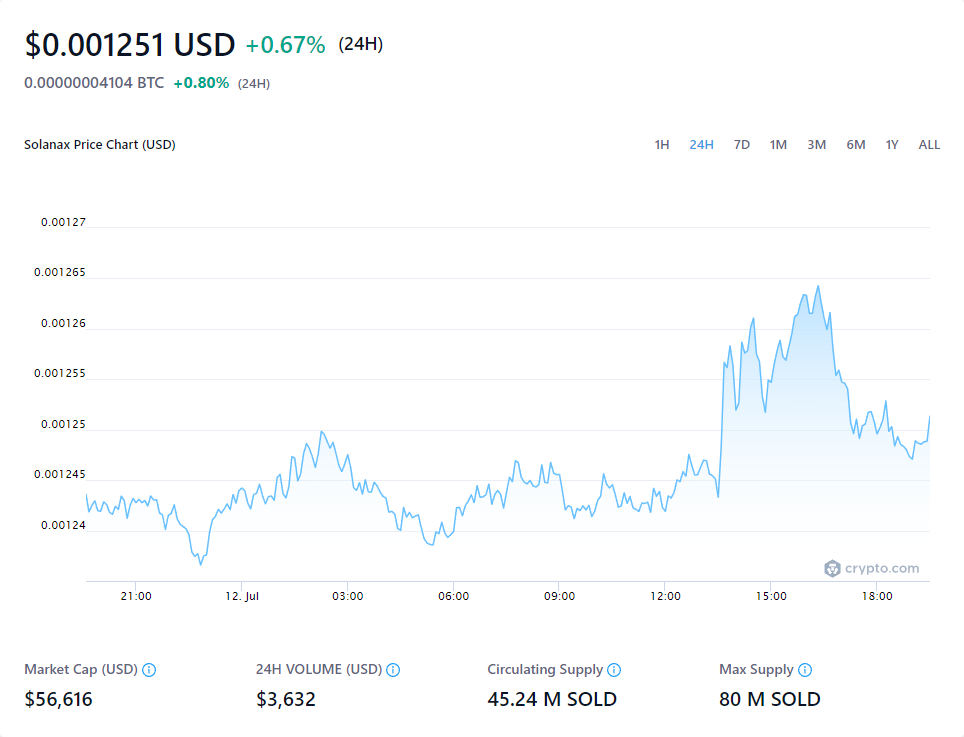 $0.001251 USD +0.67% (24H)
0.00000004104 BTC +0.80% (24H)
Solanax Price Chart (USD) 1H 24H 7D 1M 3M 6M 1Y ALL
0.00127
0.001265
0.00126
0.001255
0.00125
0.001245
0.00124
crypto.com
21:00 12. Jul 03:00 06:00 09:00 12:00 15:00 18:00
Market Cap (USD) 24H VOLUME (USD) Circulating Supply Max Supply
$56,616 $3,632 45.24 M SOLD 80 M SOLD